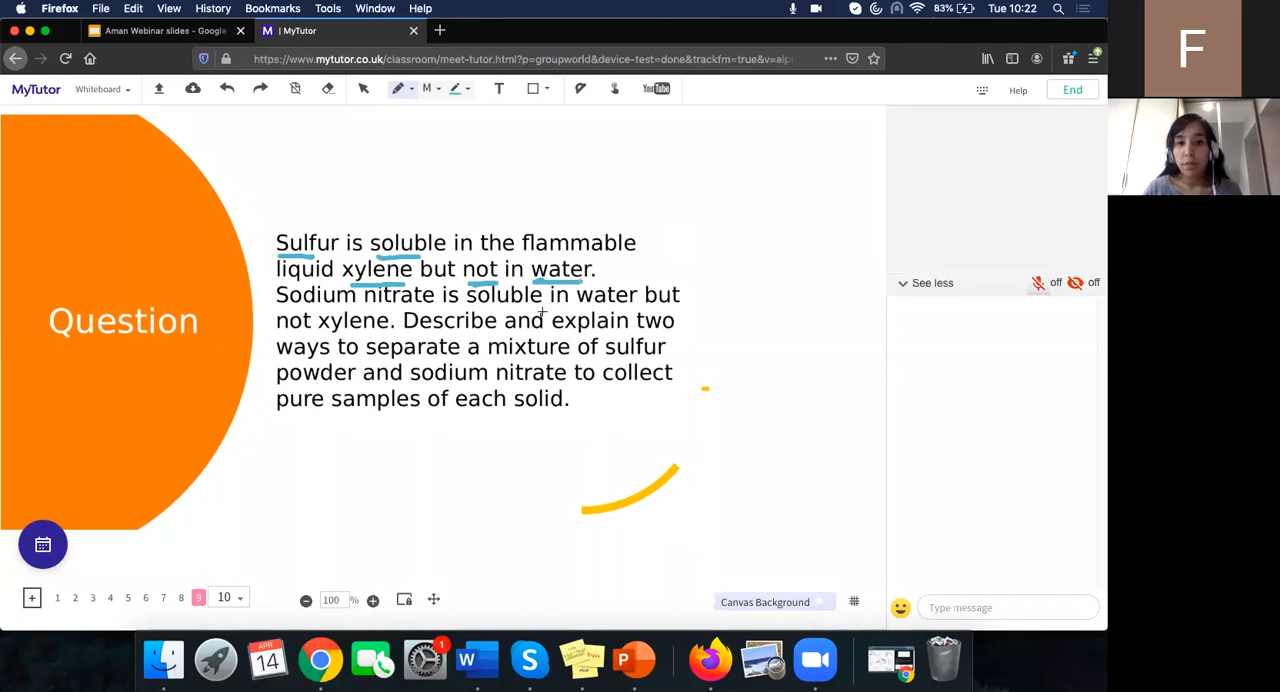 Firefox File Edit View History Bookmarks Tools Window Help 83% Tue 10:22
Aman Webinar slides - Google M | MyTutor
https://www.mytutor.co.uk/classroom/meet-tutor.html?p=groupworld&device-test=done&trackfm=true&v=alp
MyTutor Whiteboard M T YouTube Help End
F
Sulfur is soluble in the flammable
liquid xylene but not in water.
Sodium nitrate is soluble in water but
not xylene. Describe and explain two
ways to separate a mixture of sulfur
powder and sodium nitrate to collect
pure samples of each solid.
Question
See less off off
1 2 3 4 5 6 7 8 9 10 100 % Canvas Background Type message
APR
14
1
W S P